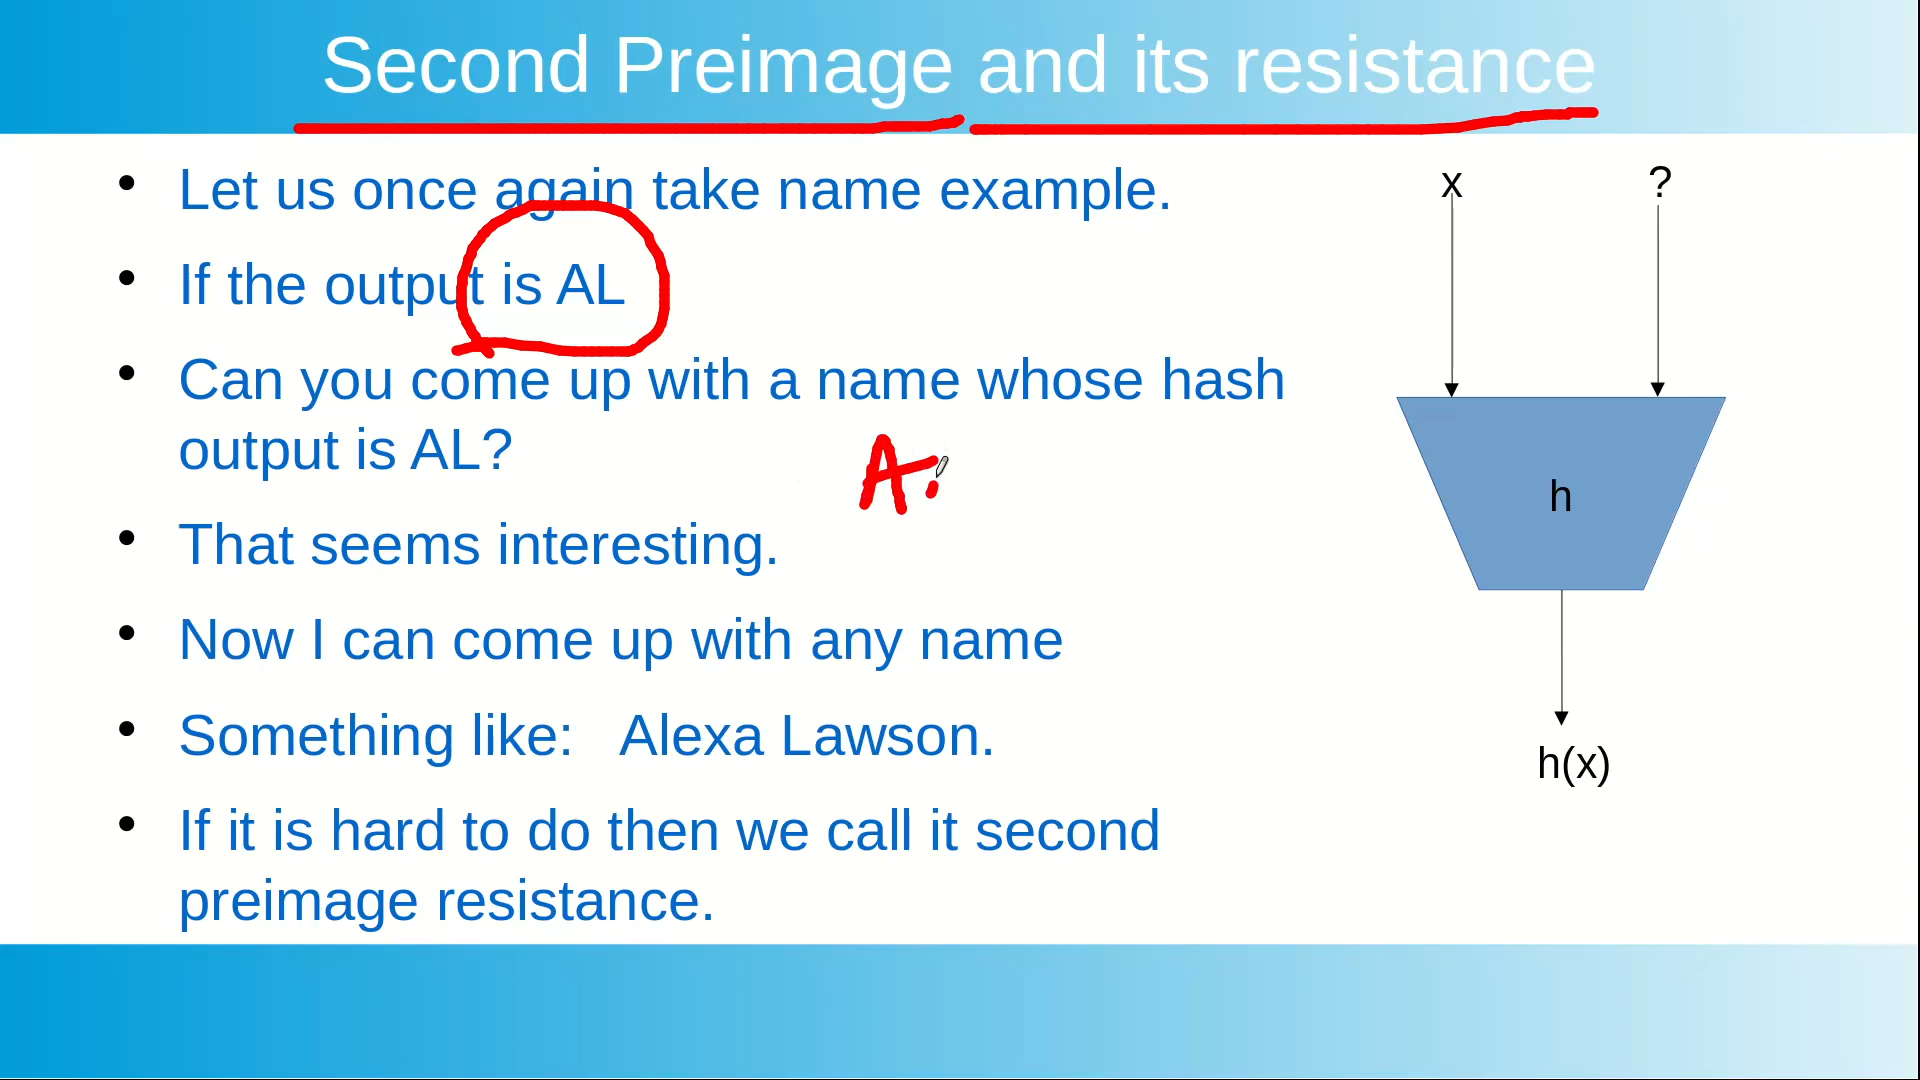 Second Preimage and its resistance
Let us once again take name example.
If the output is AL
Can you come up with a name whose hash
output is AL?
A
That seems interesting.
Now I can come up with any name
Something like: Alexa Lawson.
If it is hard to do then we call it second
preimage resistance.
x ?
h
h(x)